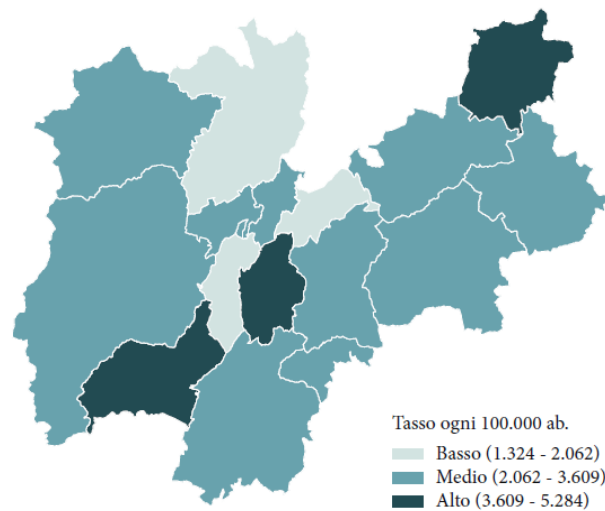 Tasso ogni 100.000 ab.
Basso (1.324 - 2.062)
Medio (2.062 - 3.609)
Alto (3.609 - 5.284)